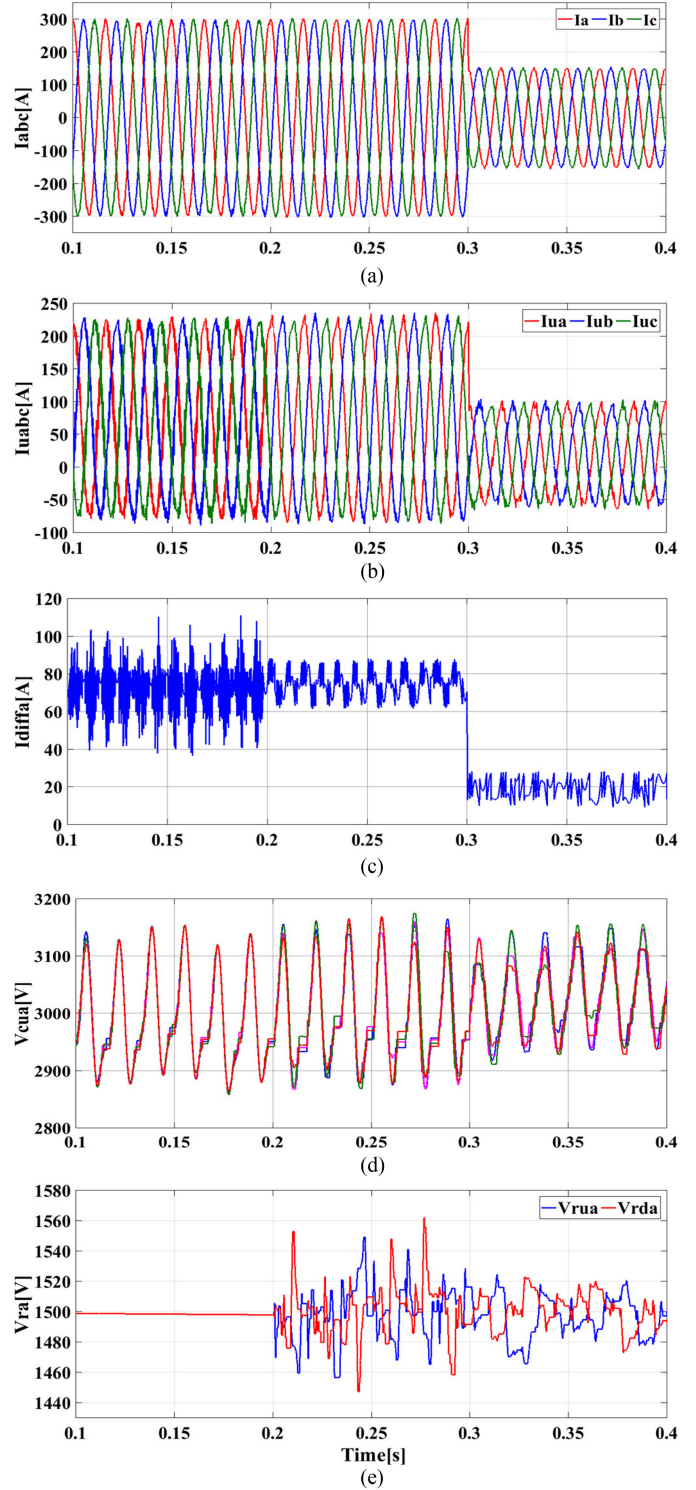 Iabc[A]
300
200
100
0
-100
-200
-300
Ia Ib Ic
0.1 0.15 0.2 0.25 0.3 0.35 0.4
(a)
Iuabc[A]
250
200
150
100
50
0
-50
-100
Iua Iub Iuc
0.1 0.15 0.2 0.25 0.3 0.35 0.4
(b)
Idiffa[A]
120
100
80
60
40
20
0
0.1 0.15 0.2 0.25 0.3 0.35 0.4
(c)
Vcua[V]
3200
3100
3000
2900
2800
0.1 0.15 0.2 0.25 0.3 0.35 0.4
(d)
Vra[V]
1580
1560
1540
1520
1500
1480
1460
1440
Vrua Vrda
0.1 0.15 0.2 0.25 0.3 0.35 0.4
Time[s]
(e)